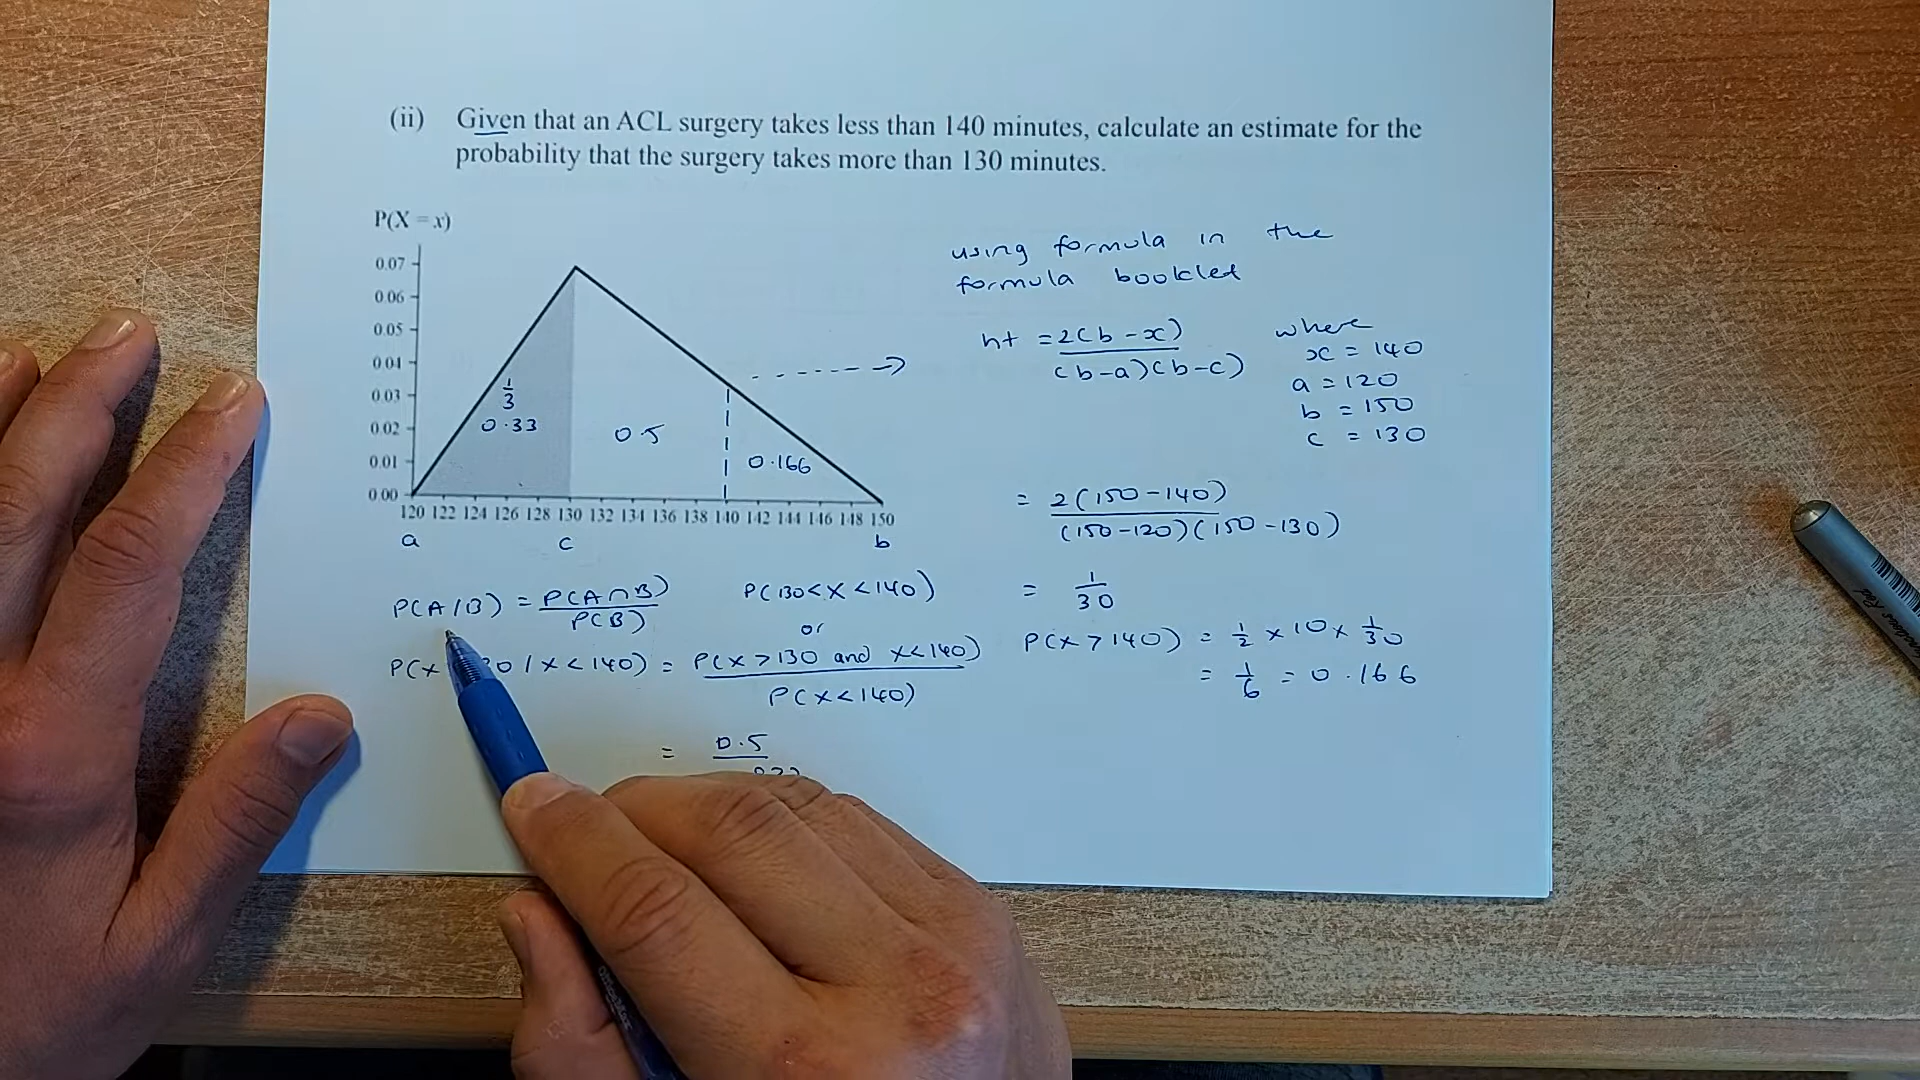 (ii) Given that an ACL surgery takes less than 140 minutes, calculate an estimate for the
probability that the surgery takes more than 130 minutes.
P(X = x)
0.07
0.06
0.05
0.04
0.03
0.02
0.01
0.00
1/3
0.33
0.5
0.166
120 122 124 126 128 130 132 134 136 138 140 142 144 146 148 150
a c b
using formula in the
formula booklet
ht = 2(b-x) / (b-a)(b-c)
where
x = 140
a = 120
b = 150
c = 130
= 2(150-140) / (150-120)(150-130)
= 1/30
P(x > 140) = 1/2 × 10 × 1/30
= 1/6 = 0.166
P(A/B) = P(A∩B) / P(B)
P(130<x<140)
or
P(x 30 / x<140) = P(x>130 and x<140) / P(x<140)
= 0.5